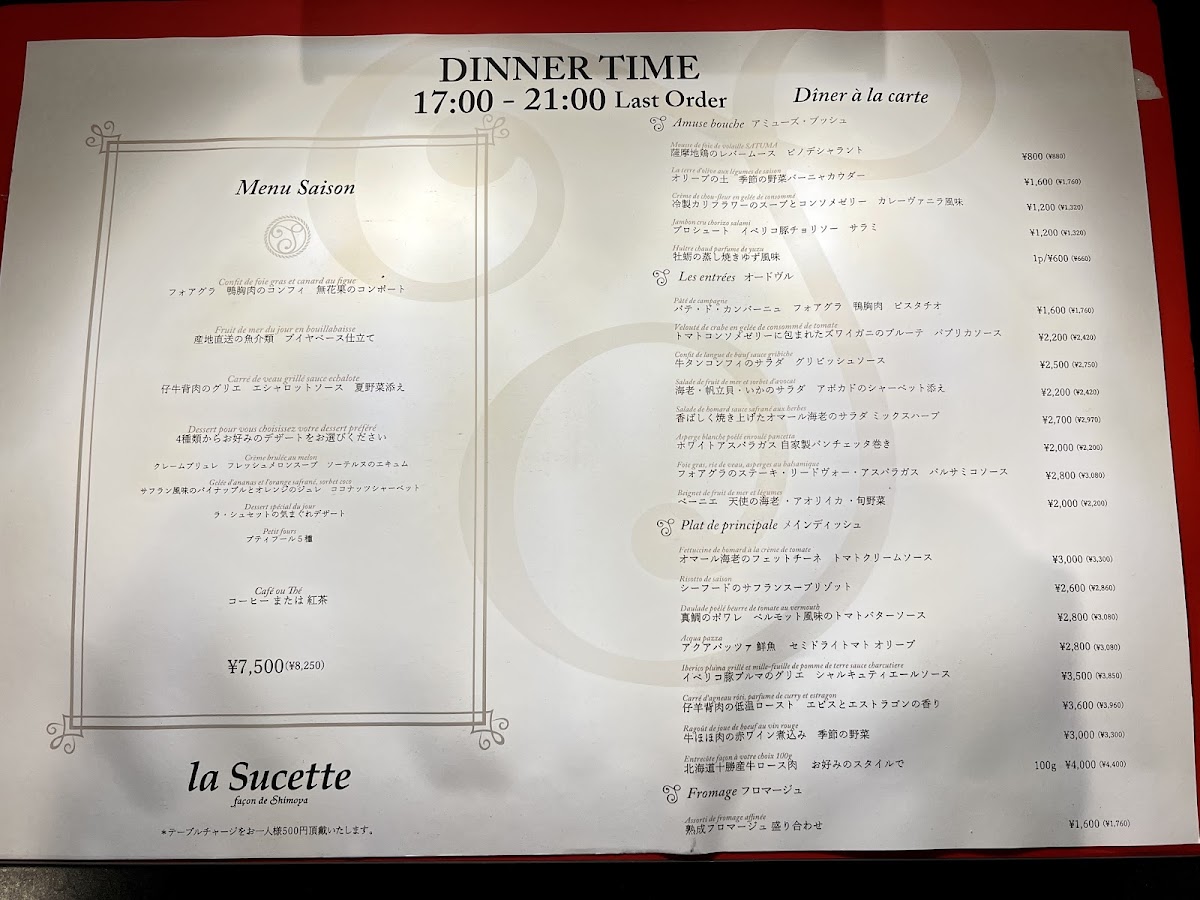 DINNER TIME
17:00 - 21:00 Last Order
Menu Saison
Confit de foie gras et canard au figue
フォアグラ 鴨胸肉のコンフィ 無花果のコンポート
Fruit de mer du jour en bouillabaisse
産地直送の魚介類 ブイヤベース仕立て
Carré de veau grillé sauce echalote
仔牛背肉のグリエ エシャロットソース 夏野菜添え
Dessert pour vous choisissez votre dessert préféré
4種類からお好みのデザートをお選びください
Crème brulée au melon
クレームブリュレ フレッシュメロンスープ ソーテルヌのエキュム
Gelée d'ananas et l'orange safrané, sorbet coco
サフラン風味のパイナップルとオレンジのジュレ ココナッツシャーベット
Dessert spécial du jour
ラ・シュセットの気まぐれデザート
Petit fours
プティフール5種
Café ou Thé
コーヒー または 紅茶
¥7,500(¥8,250)
la Sucette
façon de Shimoya
*テーブルチャージをお一人様500円頂戴いたします。
Dîner à la carte
Amuse bouche アミューズ・ブッシュ
Mousse de foie de volaille SATUMA
薩摩地鶏のレバームース ピノデシャラント ¥800 (¥880)
La terre d'olive aux légumes de saison
オリーブの土 季節の野菜バーニャカウダー ¥1,600 (¥1,760)
Crème de chou-fleur en gelée de consommé
冷製カリフラワーのスープとコンソメゼリー カレーヴァニラ風味 ¥1,200 (¥1,320)
Jambon cru chorizo salami
プロシュート イベリコ豚チョリソー サラミ ¥1,200 (¥1,320)
Huître chaud parfume de yuzu
牡蛎の蒸し焼きゆず風味 1p/¥600 (¥660)
Les entrées オードヴル
Pâté de campagne
パテ・ド・カンパーニュ フォアグラ 鴨胸肉 ピスタチオ ¥1,600 (¥1,760)
Velouté de crabe en gelée de consommé de tomate
トマトコンソメゼリーに包まれたズワイガニのブルーテ パプリカソース ¥2,200 (¥2,420)
Confit de langue de bœuf sauce gribiche
牛タンコンフィのサラダ グリビッシュソース ¥2,500 (¥2,750)
Salade de fruit de mer et sorbet d'avocat
海老・帆立貝・いかのサラダ アボカドのシャーベット添え ¥2,200 (¥2,420)
Salade de homard sauce safrané aux herbes
香ばしく焼き上げたオマール海老のサラダ ミックスハーブ ¥2,700 (¥2,970)
Asperge blanche poêlé enroulé pancetta
ホワイトアスパラガス 自家製パンチェッタ巻き ¥2,000 (¥2,200)
Foie gras, rie de veau, asperges au balsamique
フォアグラのステーキ・リードヴォー・アスパラガス バルサミコソース ¥2,800 (¥3,080)
Beignet de fruit de mer et légumes
ベーニエ 天使の海老 ・アオリイカ ・旬野菜 ¥2,000 (¥2,200)
Plat de principale メインディッシュ
Fettuccine de homard à la crème de tomate
オマール海老のフェットチーネ トマトクリームソース ¥3,000 (¥3,300)
Risotto de saison
シーフードのサフランスープリゾット ¥2,600 (¥2,860)
Daulade poêlé beurre de tomate au vermouth
真鯛のポワレ ベルモット風味のトマトバターソース ¥2,800 (¥3,080)
Acqua pazza
アクアパッツァ 鮮魚 セミドライトマト オリーブ ¥2,800 (¥3,080)
Iberico pluma grillé et mille-feuille de pomme de terre sauce charcutiere
イベリコ豚プルマのグリエ シャルキュティエールソース ¥3,500 (¥3,850)
Carré d'agneau rôti, parfume de curry et estragon
仔羊背肉の低温ロースト エピスとエストラゴンの香り ¥3,600 (¥3,960)
Ragoût de joue de bœuf au vin rouge
牛ほほ肉の赤ワイン煮込み 季節の野菜 ¥3,000 (¥3,300)
Entrecôte façon à votre choix 100g
北海道十勝産牛ロース肉 お好みのスタイルで 100g ¥4,000 (¥4,400)
Fromage フロマージュ
Assorti de fromage affinée
熟成フロマージュ 盛り合わせ ¥1,600 (¥1,760)